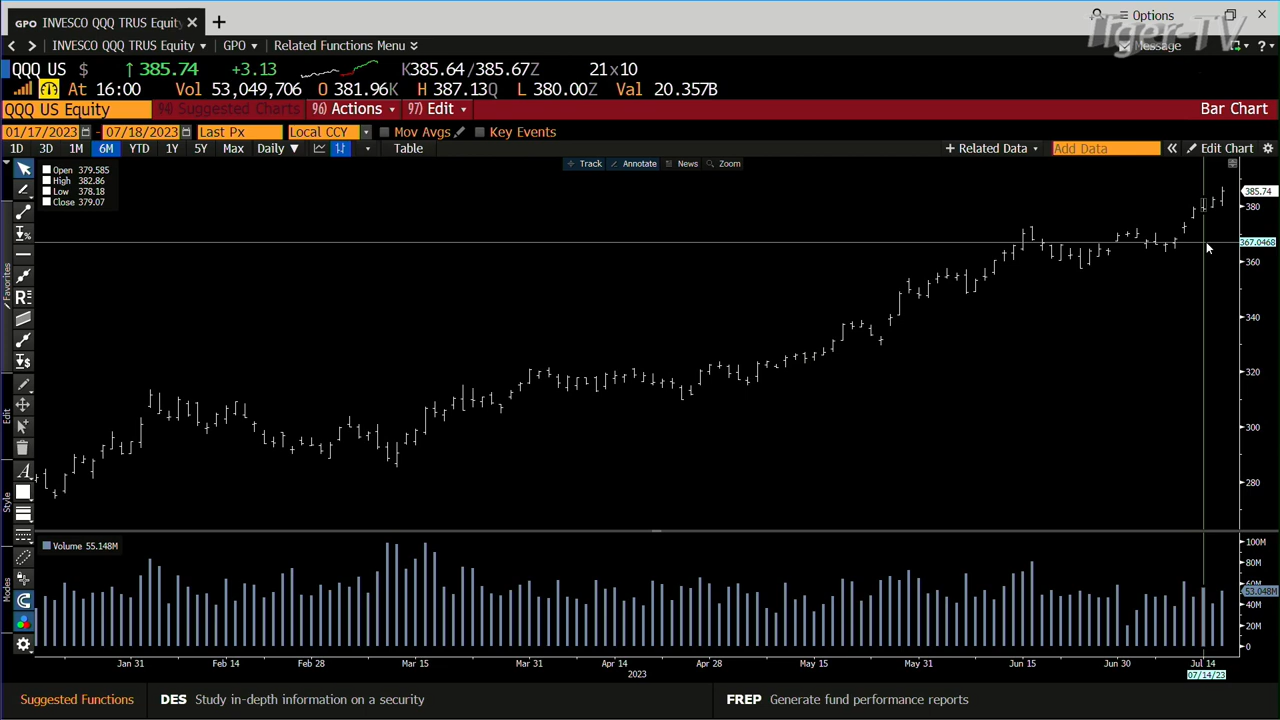 GPO INVESCO QQQ TRUS Equity
Options
INVESCO QQQ TRUS Equity GPO Related Functions Menu Message ?
Tiger-TV
QQQ US $ ↑ 385.74 +3.13 K385.64/385.67Z 21x10
At 16:00 Vol 53,049,706 O 381.96K H 387.13Q L 380.00Z Val 20.357B
QQQ US Equity 94) Suggested Charts 96) Actions 97) Edit Bar Chart
01/17/2023 - 07/18/2023 Last Px Local CCY Mov Avgs Key Events
1D 3D 1M 6M YTD 1Y 5Y Max Daily ▼ Table + Related Data Add Data « Edit Chart
Track Annotate News Zoom
Open 379.585
High 382.86
Low 378.18
Close 379.07
385.74
380
367.0468
360
340
320
300
280
Favorites
Edit
Style
Modes
Volume 55.148M
100M
80M
60M
53.048M
40M
20M
0
Jan 31 Feb 14 Feb 28 Mar 15 Mar 31 Apr 14 Apr 28 May 15 May 31 Jun 15 Jun 30 Jul 14
2023 07/14/23
Suggested Functions DES Study in-depth information on a security FREP Generate fund performance reports